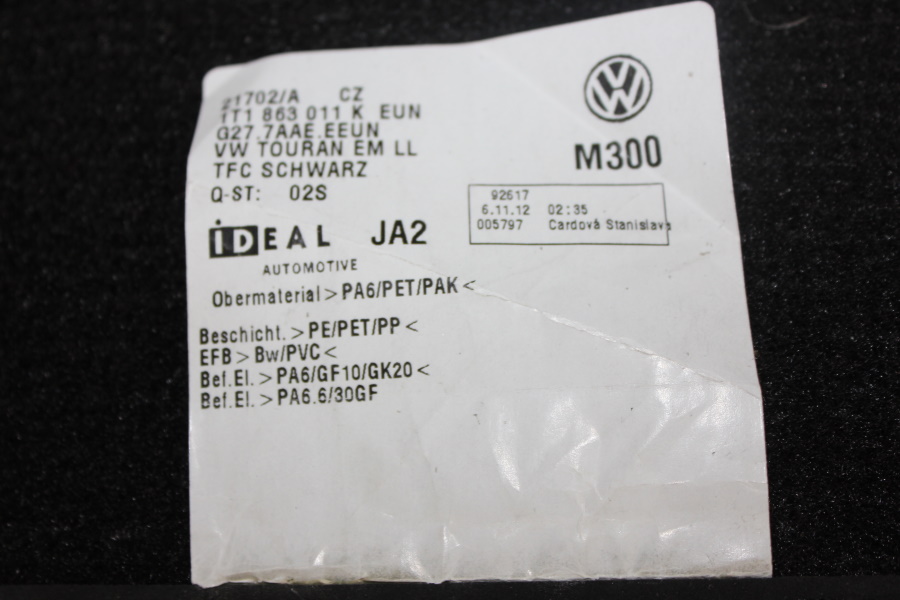 21702/A CZ
1T1 863 011 K EUN
G27.7AAE.EEUN
VW TOURAN EM LL
TFC SCHWARZ
Q-ST: 02S
VW
M300
92617
6.11.12 02:35
005797 Cardová Stanislava
İDEAL JA2
AUTOMOTIVE
Obermaterial >PA6/PET/PAK<
Beschicht. >PE/PET/PP<
EFB >Bw/PVC<
Bef.El. >PA6/GF10/GK20<
Bef.El. >PA6.6/30GF